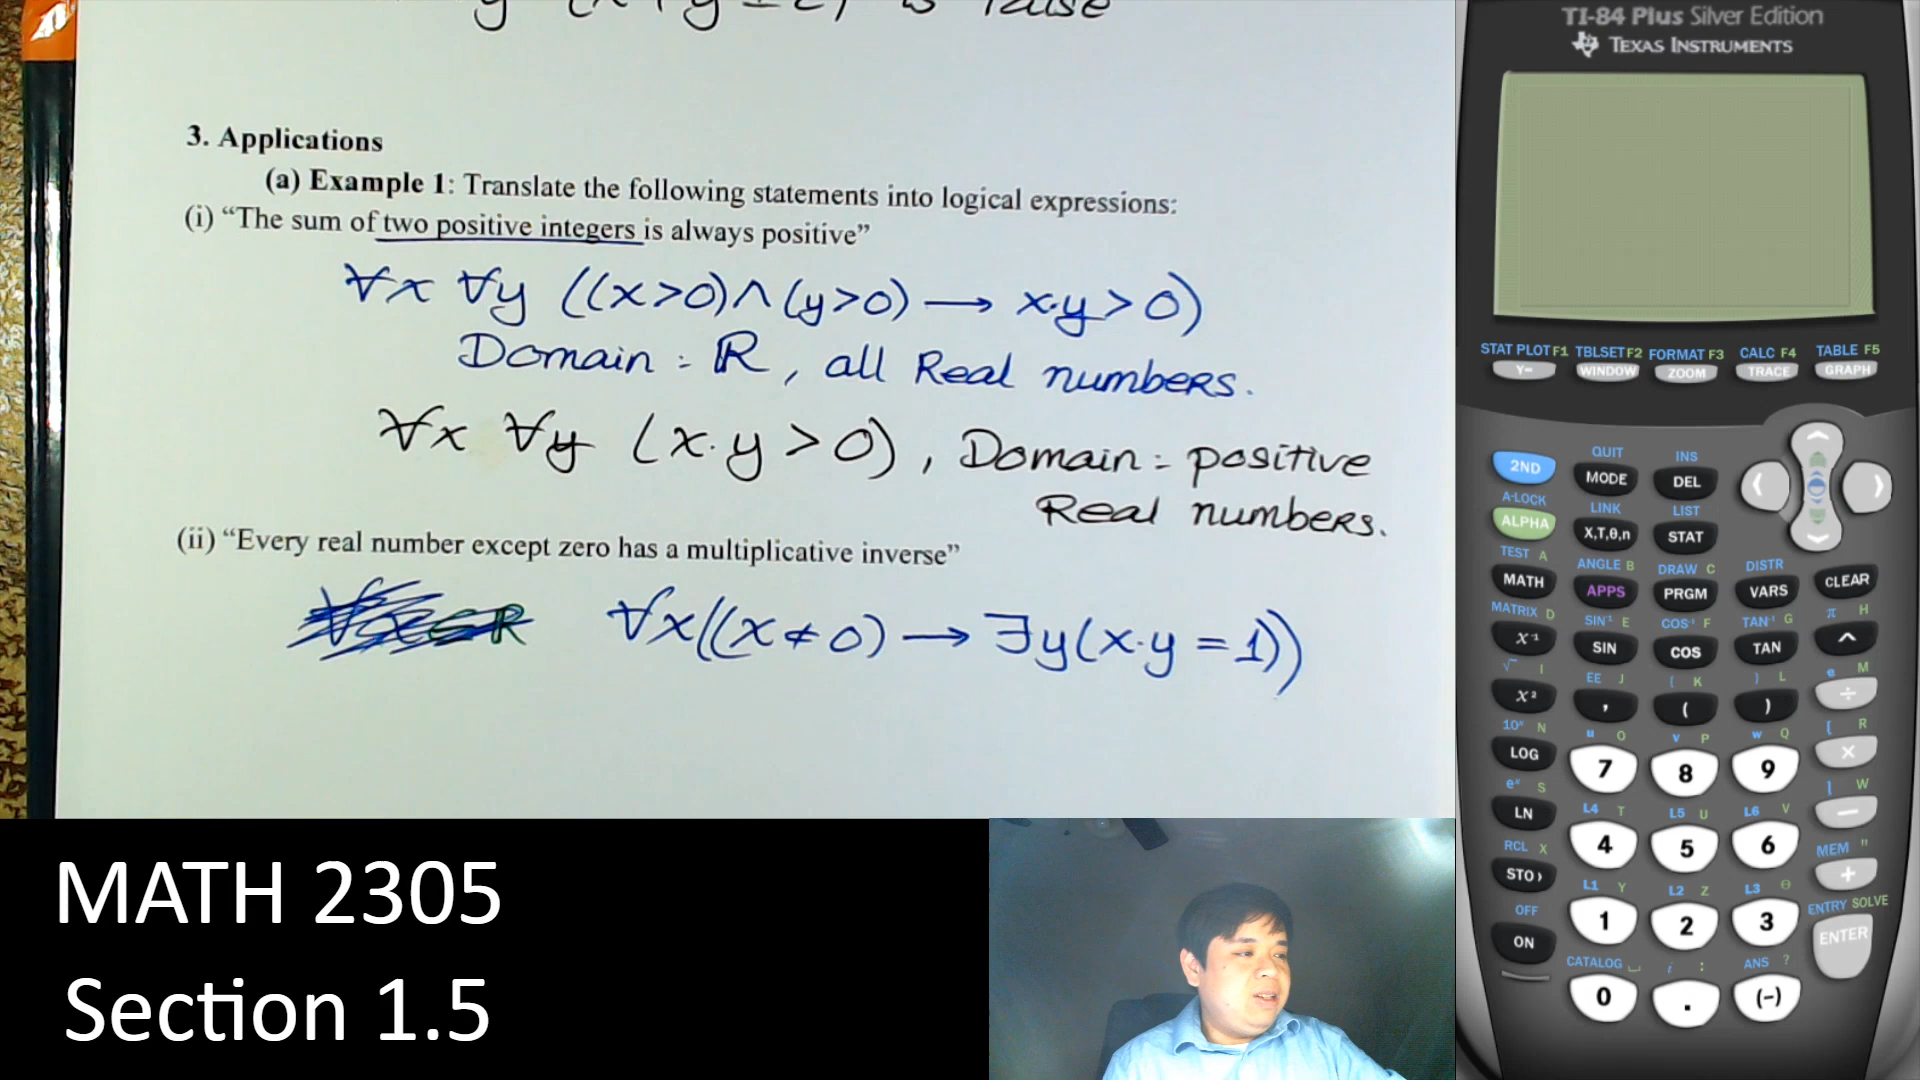 3. Applications
(a) Example 1: Translate the following statements into logical expressions:
(i) “The sum of two positive integers is always positive”
∀x ∀y ((x>0)∧(y>0) → x·y>0)
Domain: ℝ, all Real numbers.
∀x ∀y (x·y>0), Domain: positive
Real numbers.
(ii) “Every real number except zero has a multiplicative inverse”
∀x((x≠0) → ∃y(x·y=1))
MATH 2305
Section 1.5
TI-84 Plus Silver Edition
TEXAS INSTRUMENTS
STAT PLOT F1 TBLSET F2 FORMAT F3 CALC F4 TABLE F5
Y= WINDOW ZOOM TRACE GRAPH
QUIT INS
2ND MODE DEL
A-LOCK LINK LIST
ALPHA X,T,θ,n STAT
TEST A ANGLE B DRAW C DISTR
MATH APPS PRGM VARS CLEAR
MATRIX D SIN⁻¹ E COS⁻¹ F TAN⁻¹ G π H
x⁻¹ SIN COS TAN ^
√ I EE J { K } L e M
x² , ( ) ÷
10ˣ N u O v P w Q [ R
LOG 7 8 9 ×
eˣ S L4 T L5 U L6 V ] W
LN 4 5 6 −
RCL X L1 Y L2 Z L3 θ MEM "
STO› 1 2 3 +
OFF CATALOG ⎵ i : ANS ? ENTRY SOLVE
ON 0 . (-) ENTER